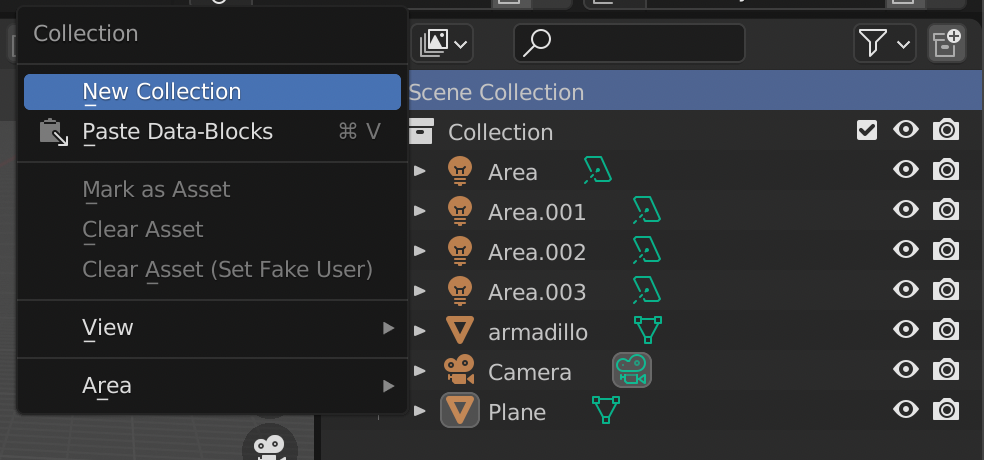 Collection
New Collection
Paste Data-Blocks ⌘ V
Mark as Asset
Clear Asset
Clear Asset (Set Fake User)
View
Area
Scene Collection
Collection
Area
Area.001
Area.002
Area.003
armadillo
Camera
Plane